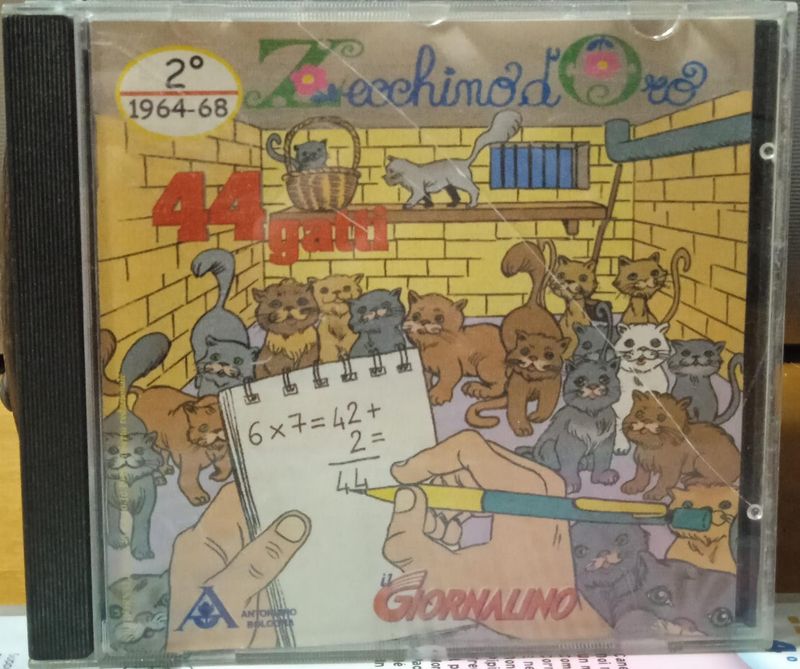 2°
1964-68
Zecchino d'Oro
44
gatti
6 x 7 = 42 +
2 =
44
ANTONIANO
BOLOGNA
il
GIORNALINO